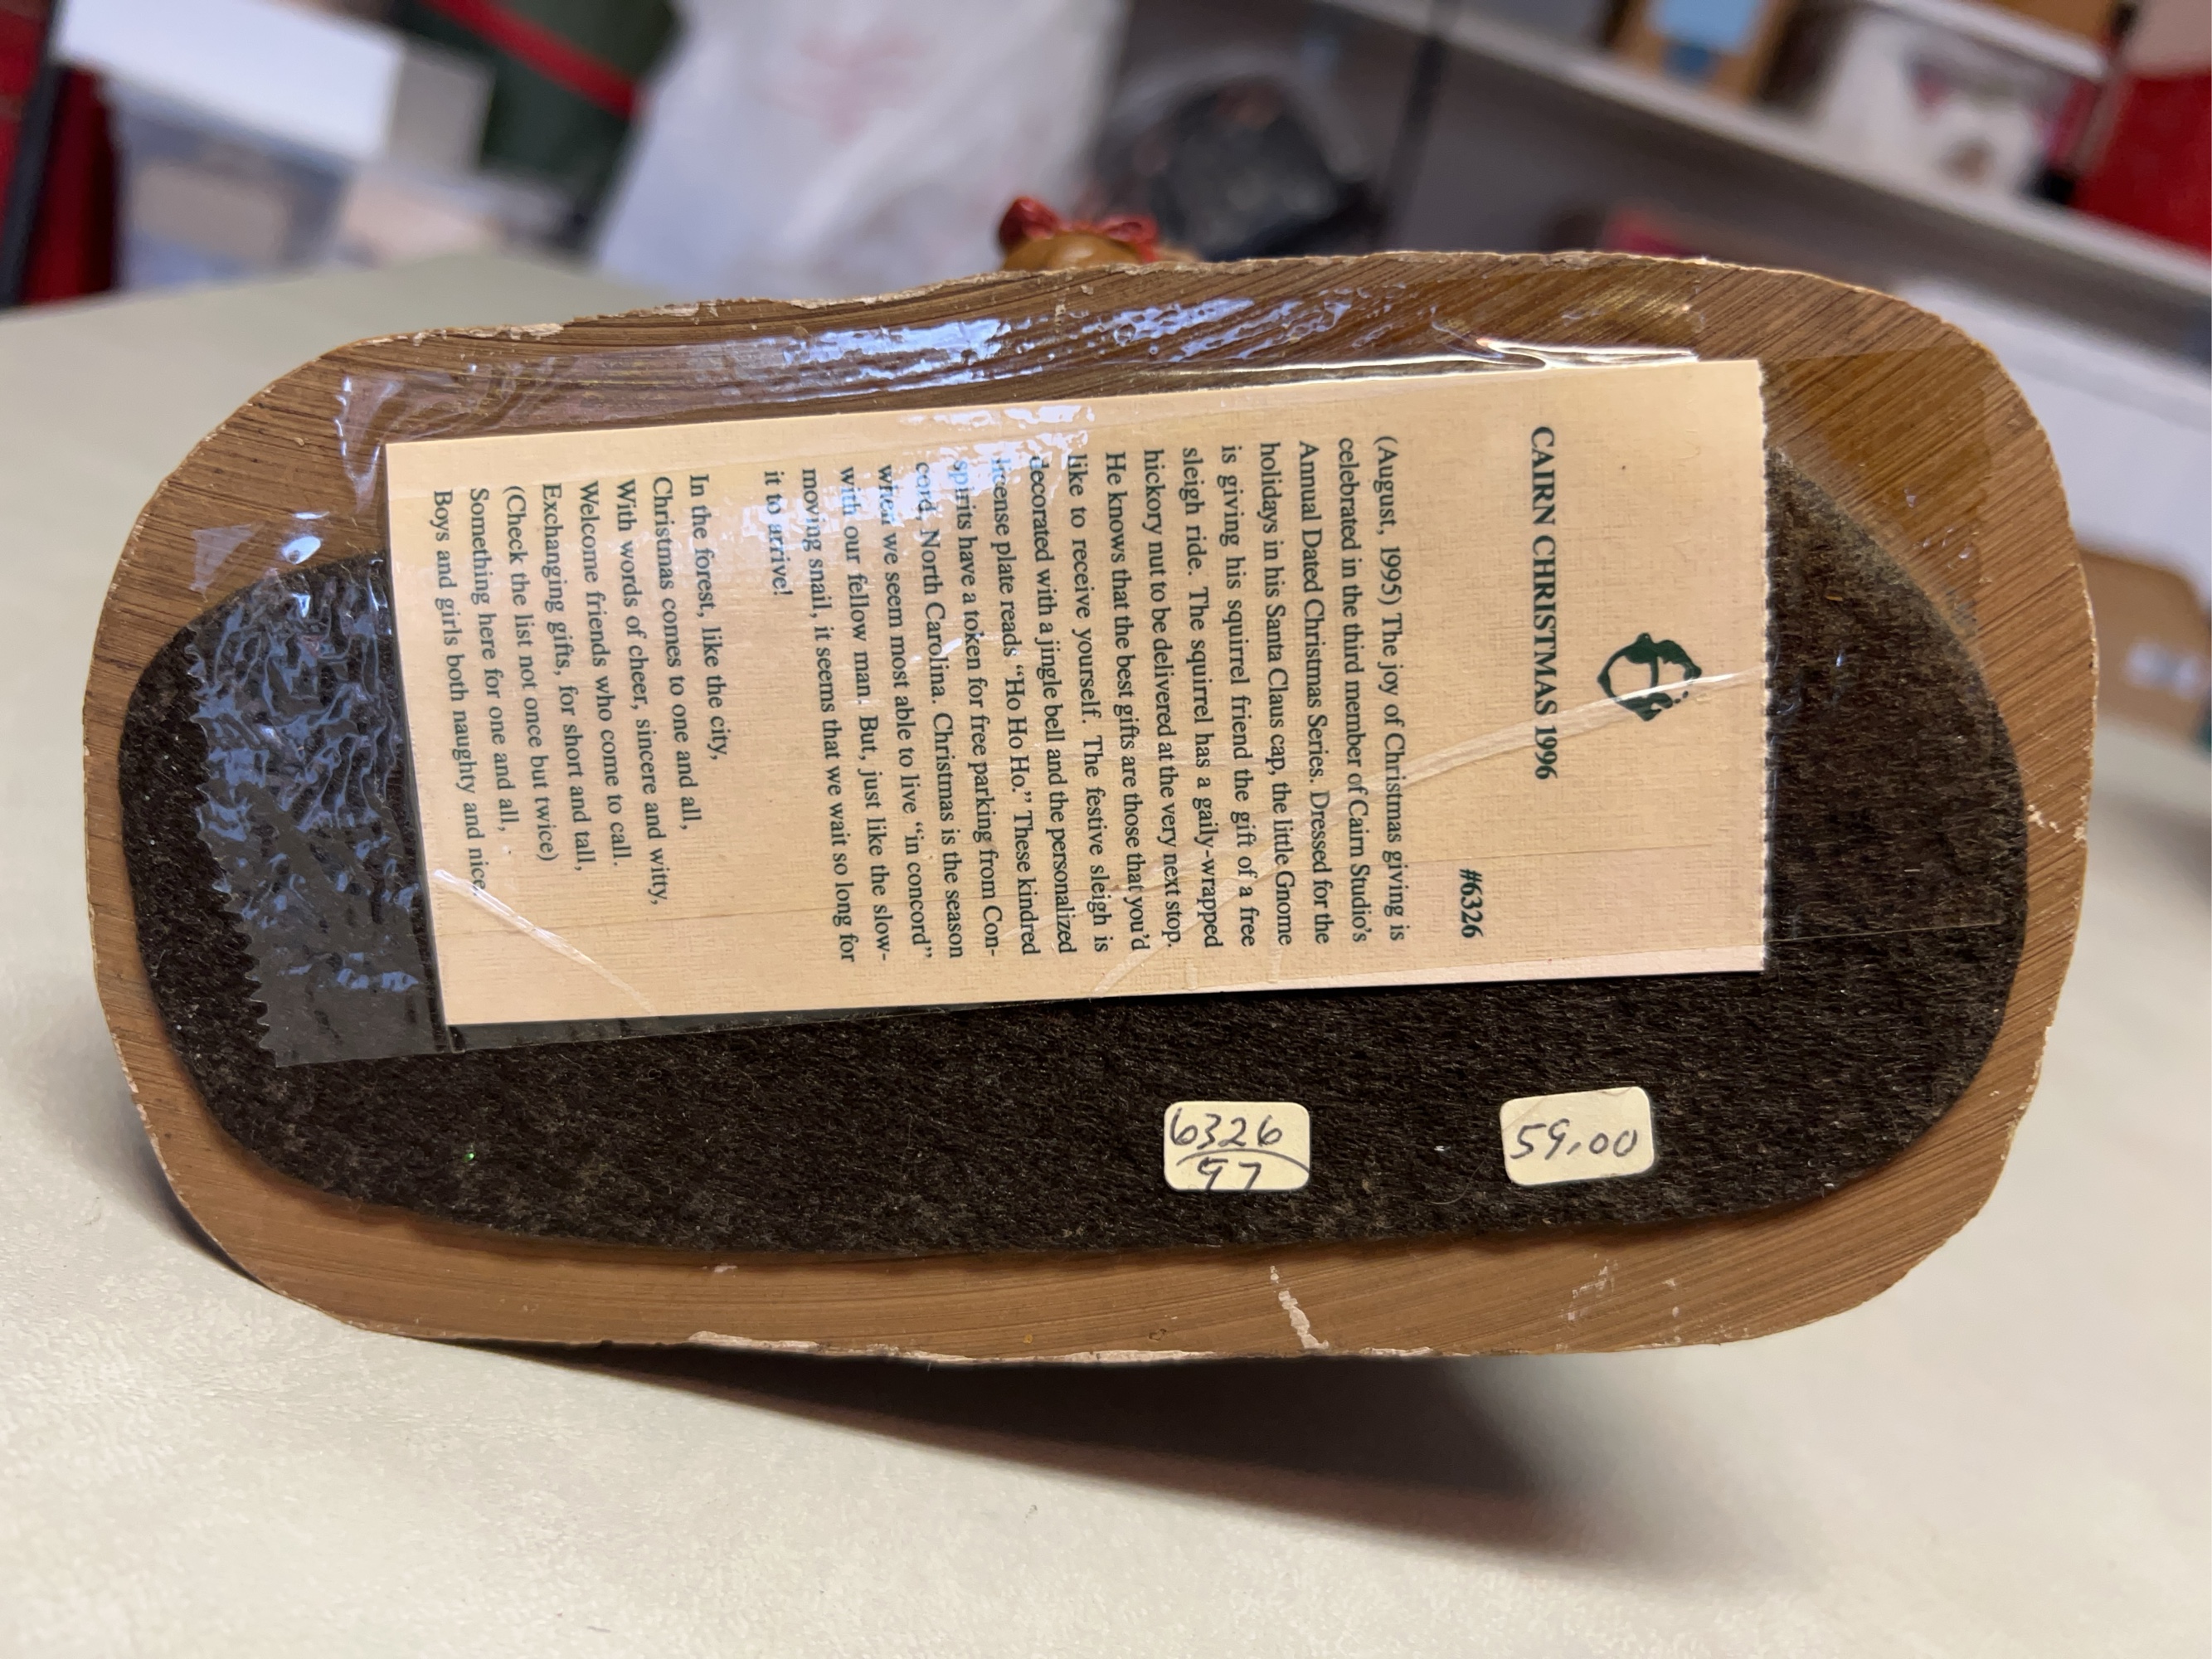 CAIRN CHRISTMAS 1996
#6326
(August, 1995) The joy of Christmas giving is
celebrated in the third member of Cairn Studio's
Annual Dated Christmas Series. Dressed for the
holidays in his Santa Claus cap, the little Gnome
is giving his squirrel friend the gift of a free
sleigh ride. The squirrel has a gaily-wrapped
hickory nut to be delivered at the very next stop.
He knows that the best gifts are those that you'd
like to receive yourself. The festive sleigh is
decorated with a jingle bell and the personalized
license plate reads "Ho Ho Ho." These kindred
spirits have a token for free parking from Con-
cord, North Carolina. Christmas is the season
when we seem most able to live "in concord"
with our fellow man. But, just like the slow-
moving snail, it seems that we wait so long for
it to arrive!
In the forest, like the city,
Christmas comes to one and all,
With words of cheer, sincere and witty,
Welcome friends who come to call.
Exchanging gifts, for short and tall,
(Check the list not once but twice)
Something here for one and all,
Boys and girls both naughty and nice.
6326
97
59.00